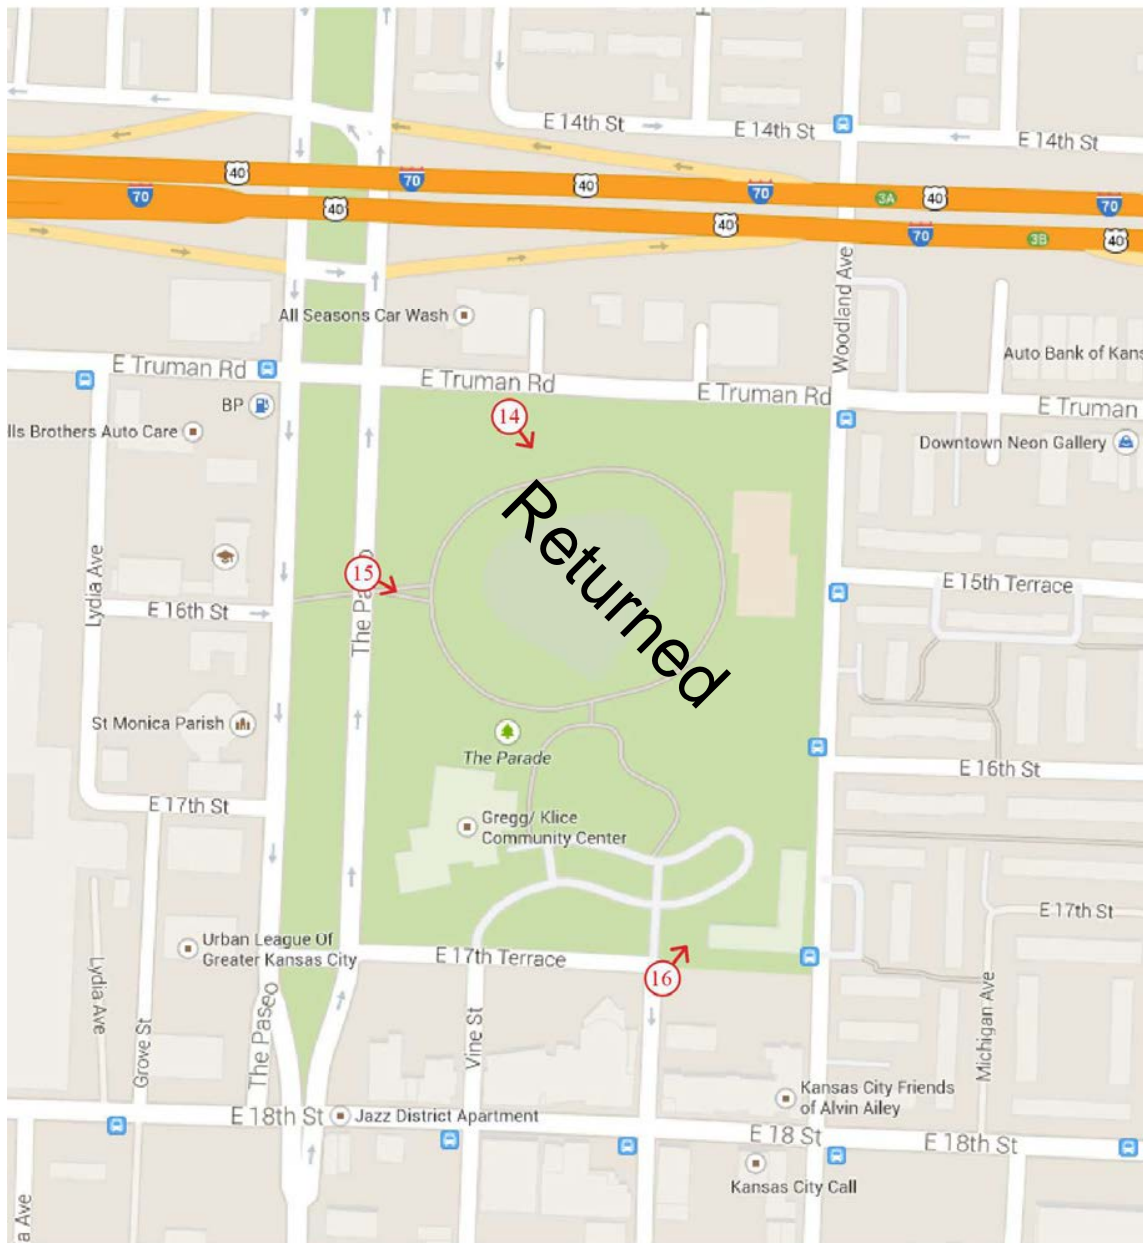 E 14th St
E 14th St
E 14th St
40
70
40
70
3A
40
70
70
40
40
70
3B
40
Woodland Ave
All Seasons Car Wash
E Truman Rd
E Truman Rd
E Truman Rd
Auto Bank of Kans
BP
14
E Truman
lls Brothers Auto Care
Downtown Neon Gallery
Returned
15
The Pa
o
Lydia Ave
E 16th St
E 15th Terrace
St Monica Parish
The Parade
E 16th St
E 17th St
Gregg/ Klice
Community Center
E 17th St
Urban League Of
Greater Kansas City
E 17th Terrace
16
Lydia Ave
Grove St
The Paseo
Vine St
Michigan Ave
Kansas City Friends
of Alvin Ailey
E 18th St
Jazz District Apartment
E 18 St
E 18th St
Kansas City Call
a Ave